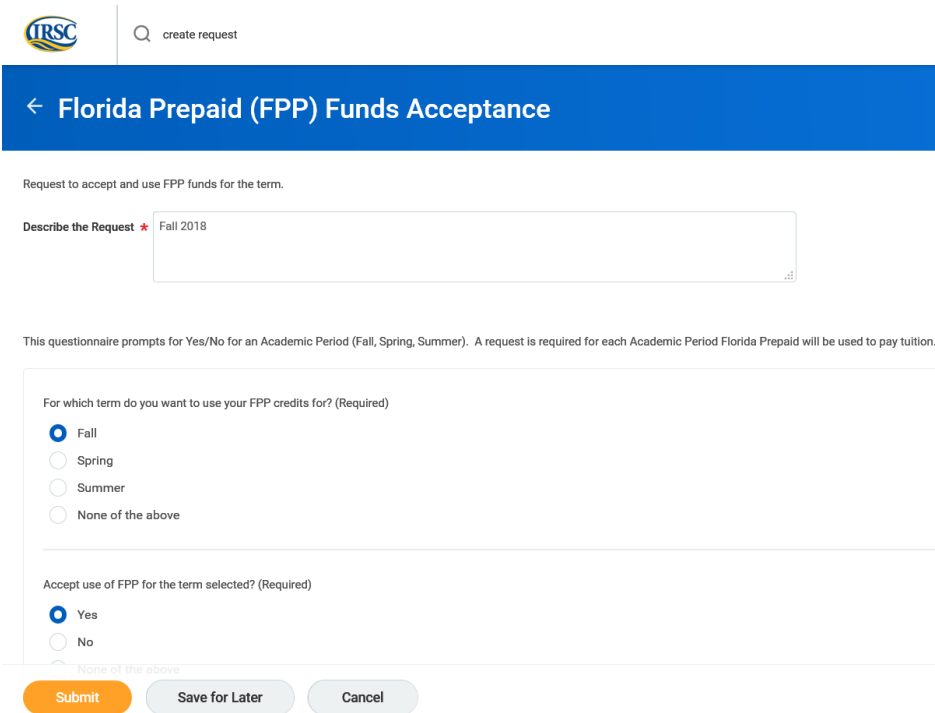 IRSC
create request
Florida Prepaid (FPP) Funds Acceptance
Request to accept and use FPP funds for the term.
Describe the Request * Fall 2018
This questionnaire prompts for Yes/No for an Academic Period (Fall, Spring, Summer). A request is required for each Academic Period Florida Prepaid will be used to pay tuition.
For which term do you want to use your FPP credits for? (Required)
Fall
Spring
Summer
None of the above
Accept use of FPP for the term selected? (Required)
Yes
No
None of the above
Submit Save for Later Cancel